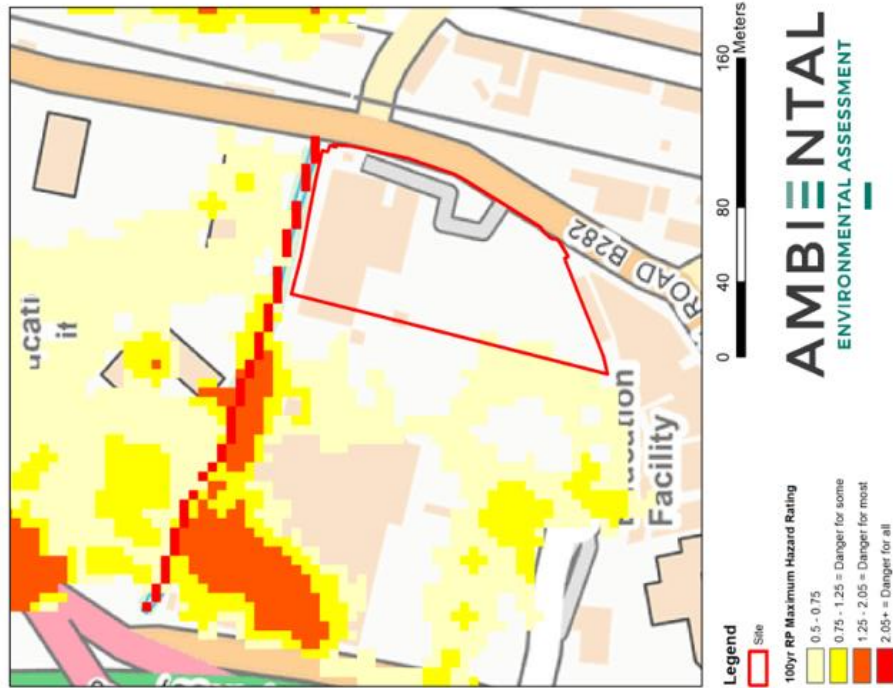 ucati
it
Facility
ROAD B282
Legend
Site
100yr RP Maximum Hazard Rating
0.5 - 0.75
0.75 - 1.25 = Danger for some
1.25 - 2.05 = Danger for most
2.05+ = Danger for all
0 40 80 160
Meters
AMBIENTAL
ENVIRONMENTAL ASSESSMENT